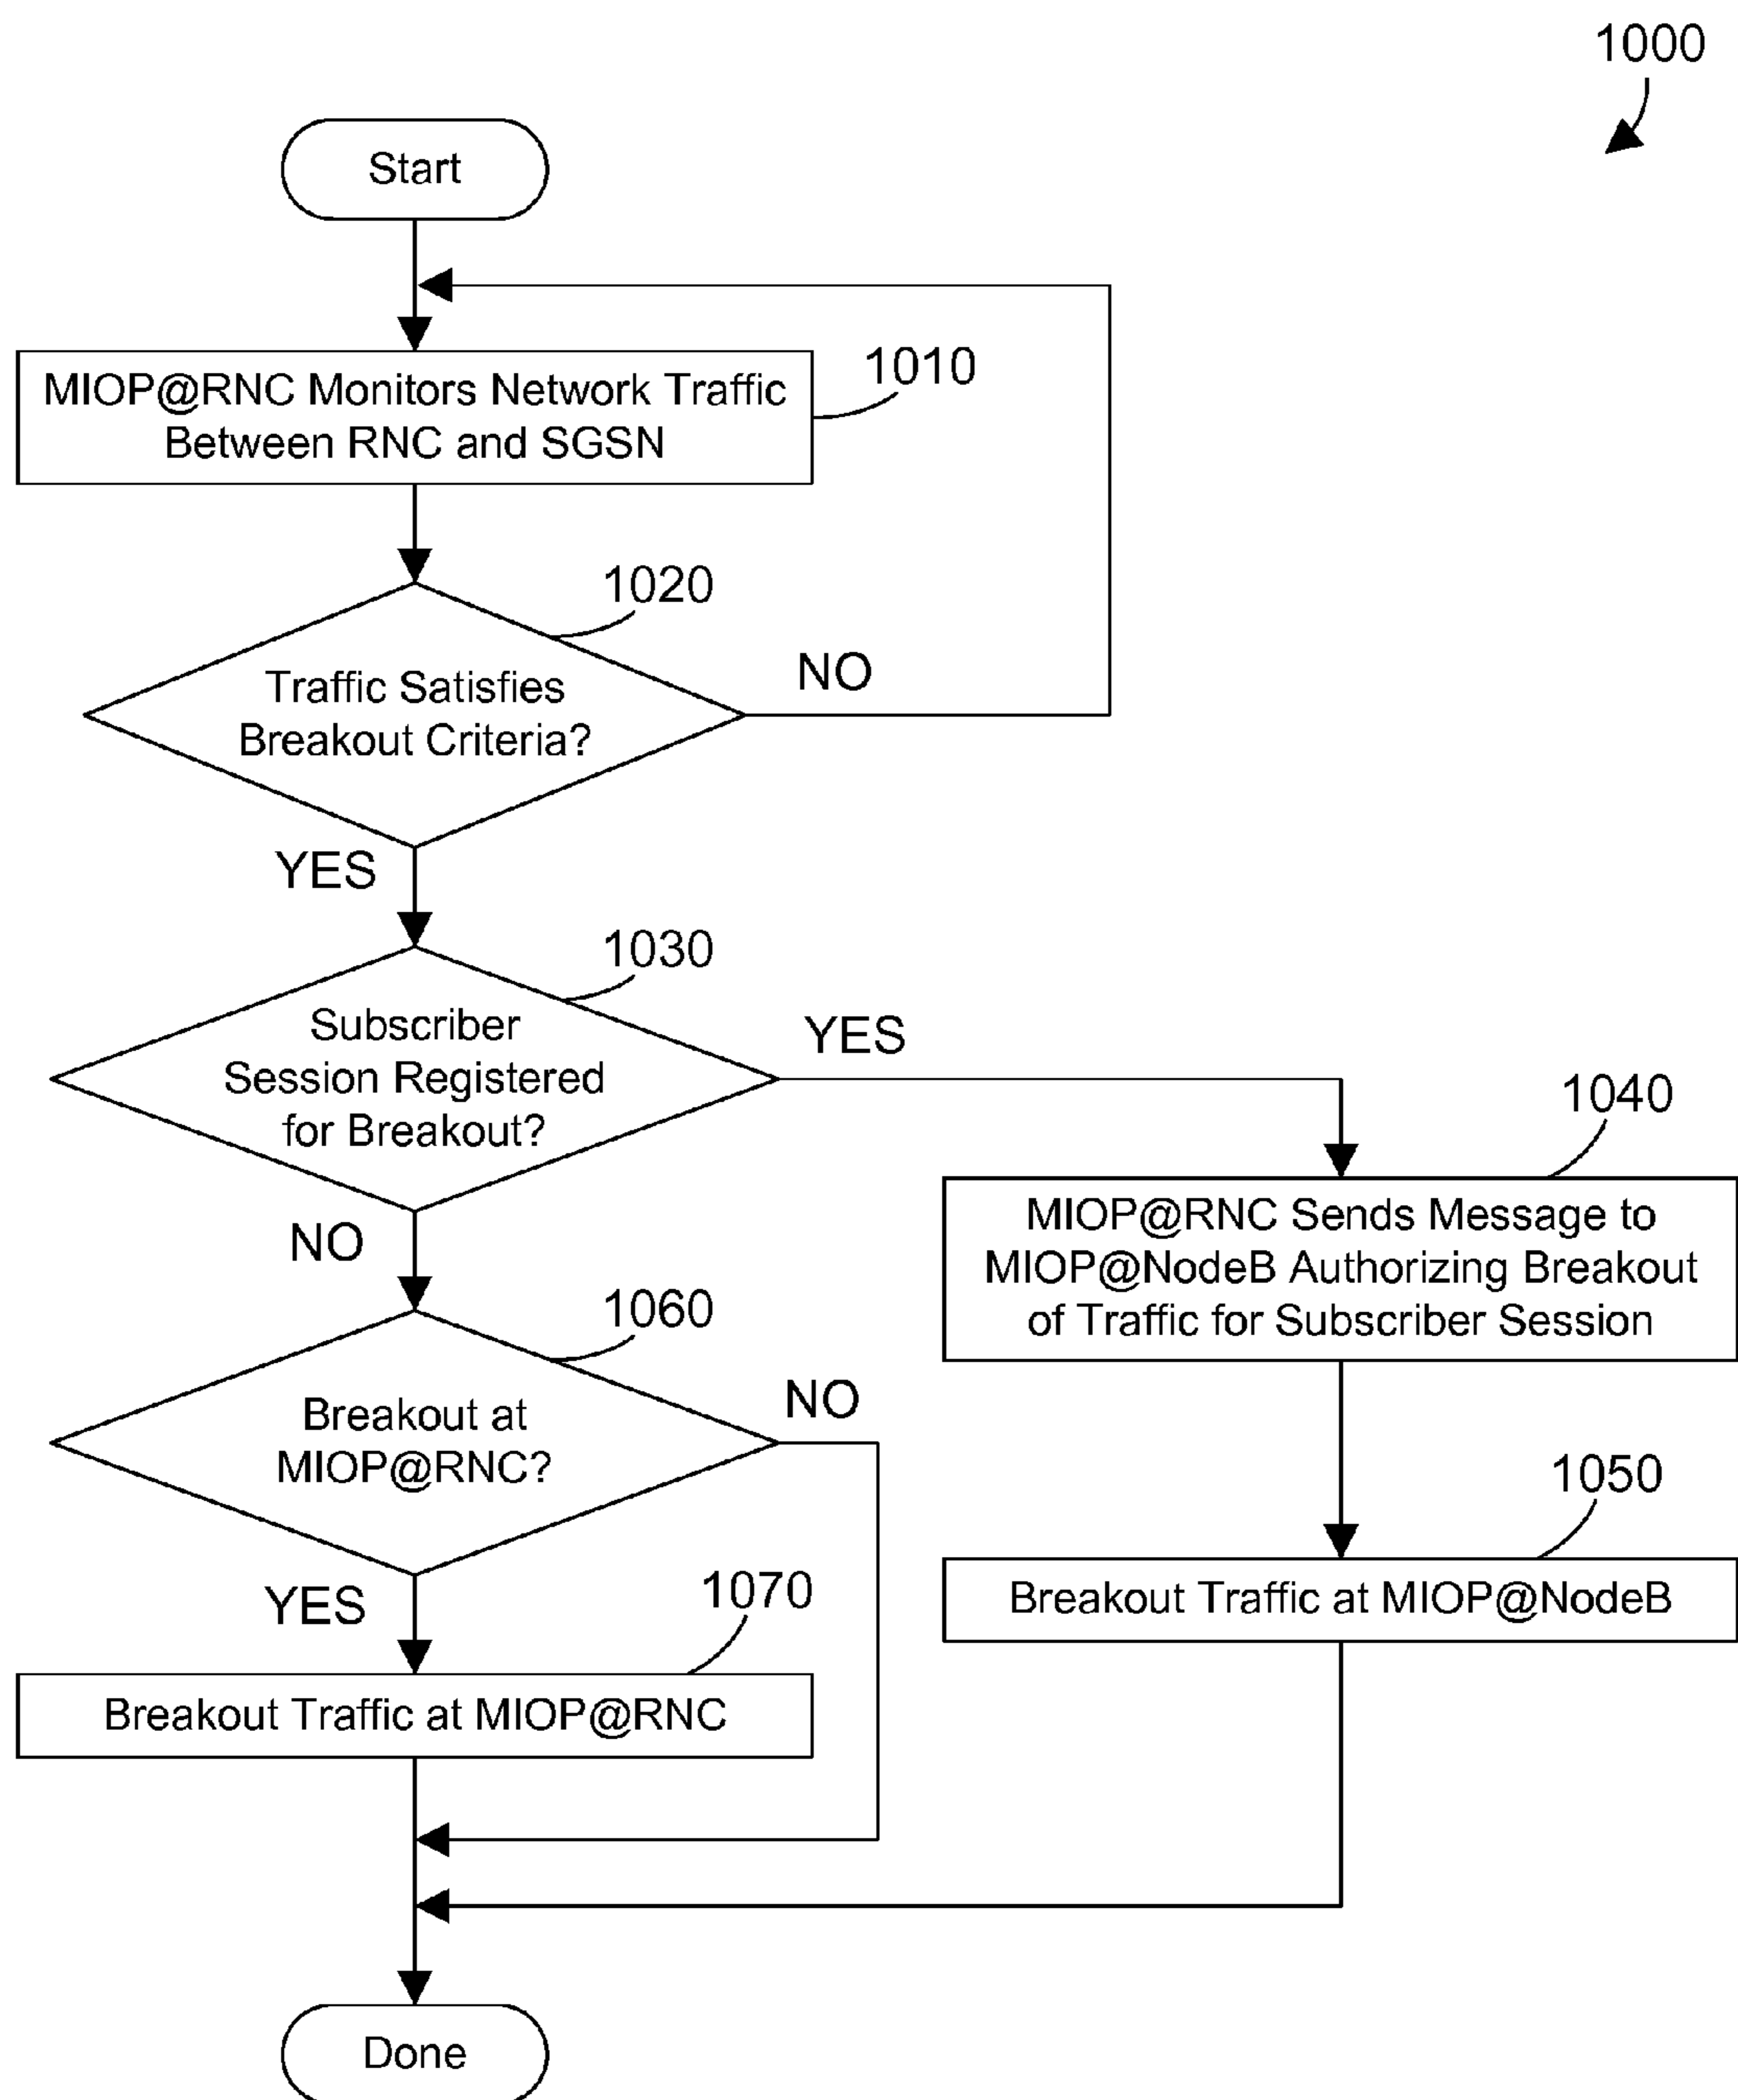 1000
Start
MIOP@RNC Monitors Network Traffic
Between RNC and SGSN
1010
1020
Traffic Satisfies
Breakout Criteria?
NO
YES
1030
Subscriber
Session Registered
for Breakout?
YES
NO
1040
MIOP@RNC Sends Message to
MIOP@NodeB Authorizing Breakout
of Traffic for Subscriber Session
1060
Breakout at
MIOP@RNC?
NO
YES
1050
Breakout Traffic at MIOP@NodeB
1070
Breakout Traffic at MIOP@RNC
Done